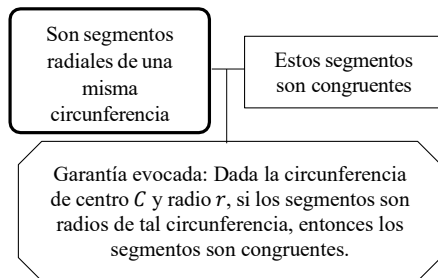 Son segmentos
radiales de una
misma
circunferencia
Estos segmentos
son congruentes
Garantía evocada: Dada la circunferencia
de centro 𝐶 y radio 𝑟, si los segmentos son
radios de tal circunferencia, entonces los
segmentos son congruentes.